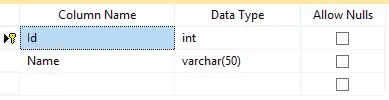 Column Name Data Type Allow Nulls
Id int
Name varchar(50)